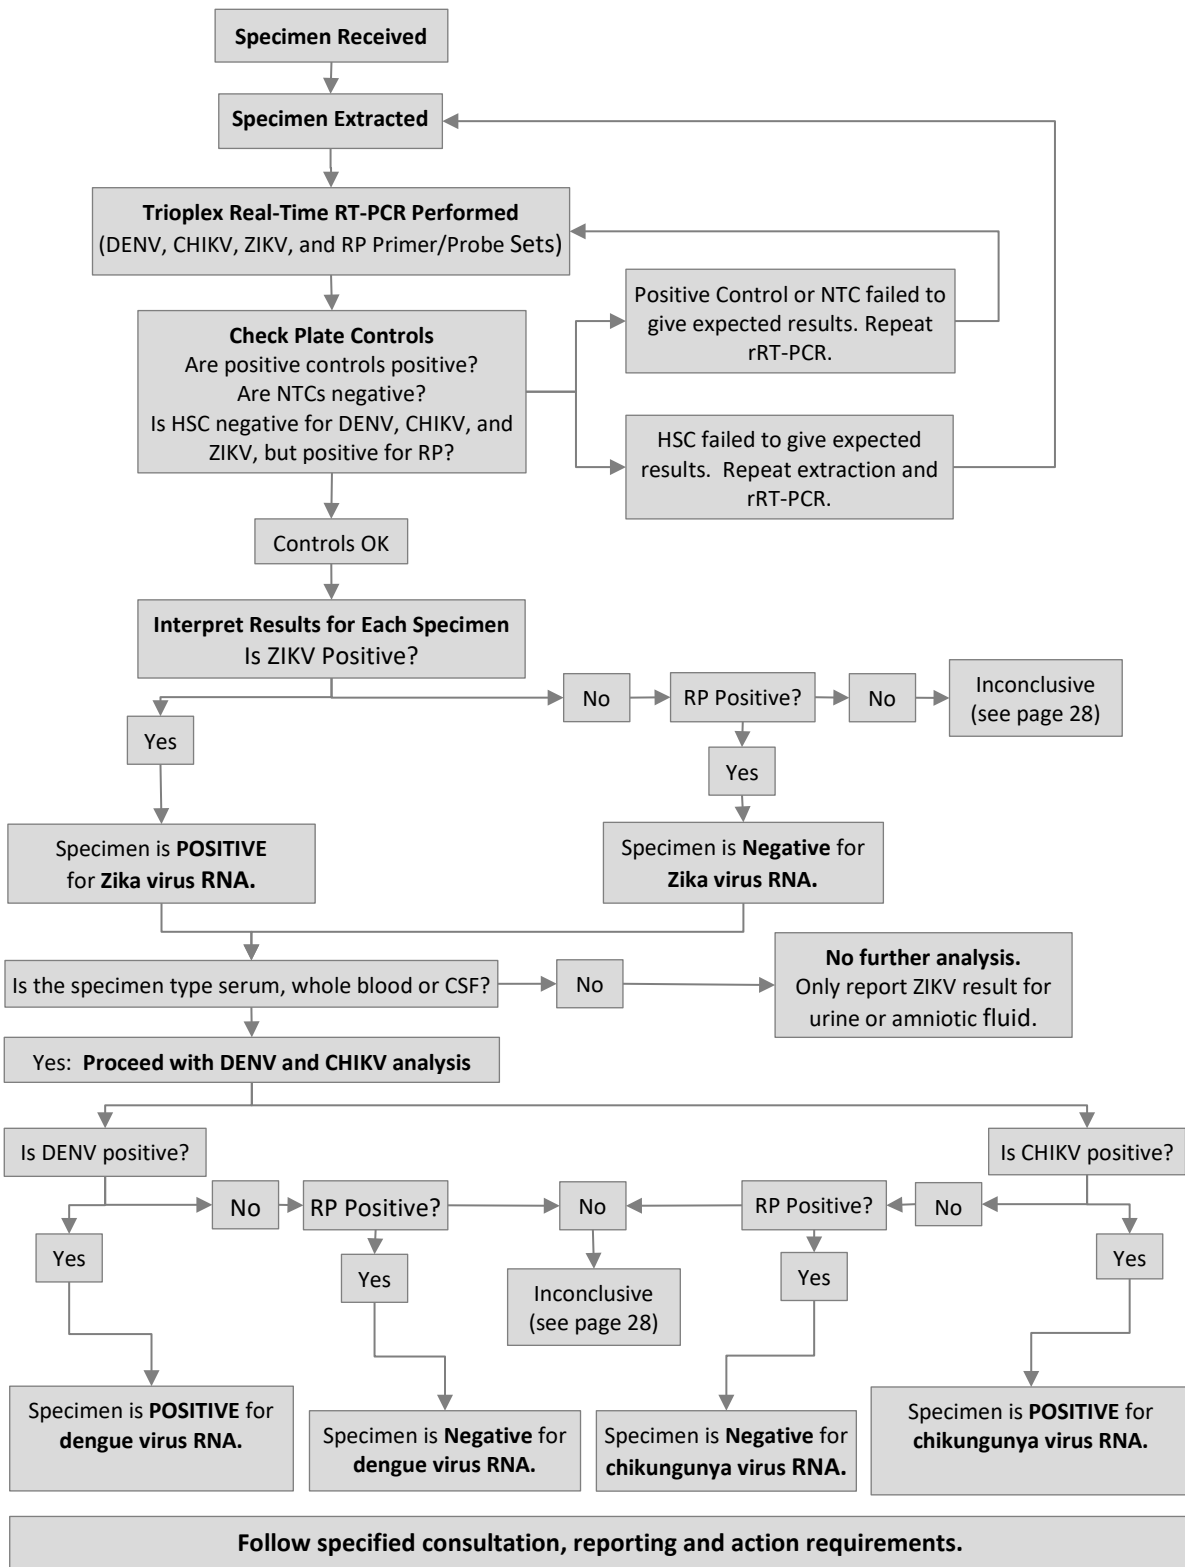 Specimen Received
Specimen Extracted
Trioplex Real-Time RT-PCR Performed
(DENV, CHIKV, ZIKV, and RP Primer/Probe Sets)
Positive Control or NTC failed to
give expected results. Repeat
rRT-PCR.
Check Plate Controls
Are positive controls positive?
Are NTCs negative?
Is HSC negative for DENV, CHIKV, and
ZIKV, but positive for RP?
HSC failed to give expected
results.  Repeat extraction and
rRT-PCR.
Controls OK
Interpret Results for Each Specimen
Is ZIKV Positive?
No
RP Positive?
No
Inconclusive
(see page 28)
Yes
Yes
Specimen is POSITIVE
for Zika virus RNA.
Specimen is Negative for
Zika virus RNA.
Is the specimen type serum, whole blood or CSF?
No
No further analysis.
Only report ZIKV result for
urine or amniotic fluid.
Yes:  Proceed with DENV and CHIKV analysis
Is DENV positive?
Is CHIKV positive?
No
RP Positive?
No
RP Positive?
No
Yes
Yes
Inconclusive
(see page 28)
Yes
Yes
Specimen is POSITIVE for
dengue virus RNA.
Specimen is Negative for
dengue virus RNA.
Specimen is Negative for
chikungunya virus RNA.
Specimen is POSITIVE for
chikungunya virus RNA.
Follow specified consultation, reporting and action requirements.